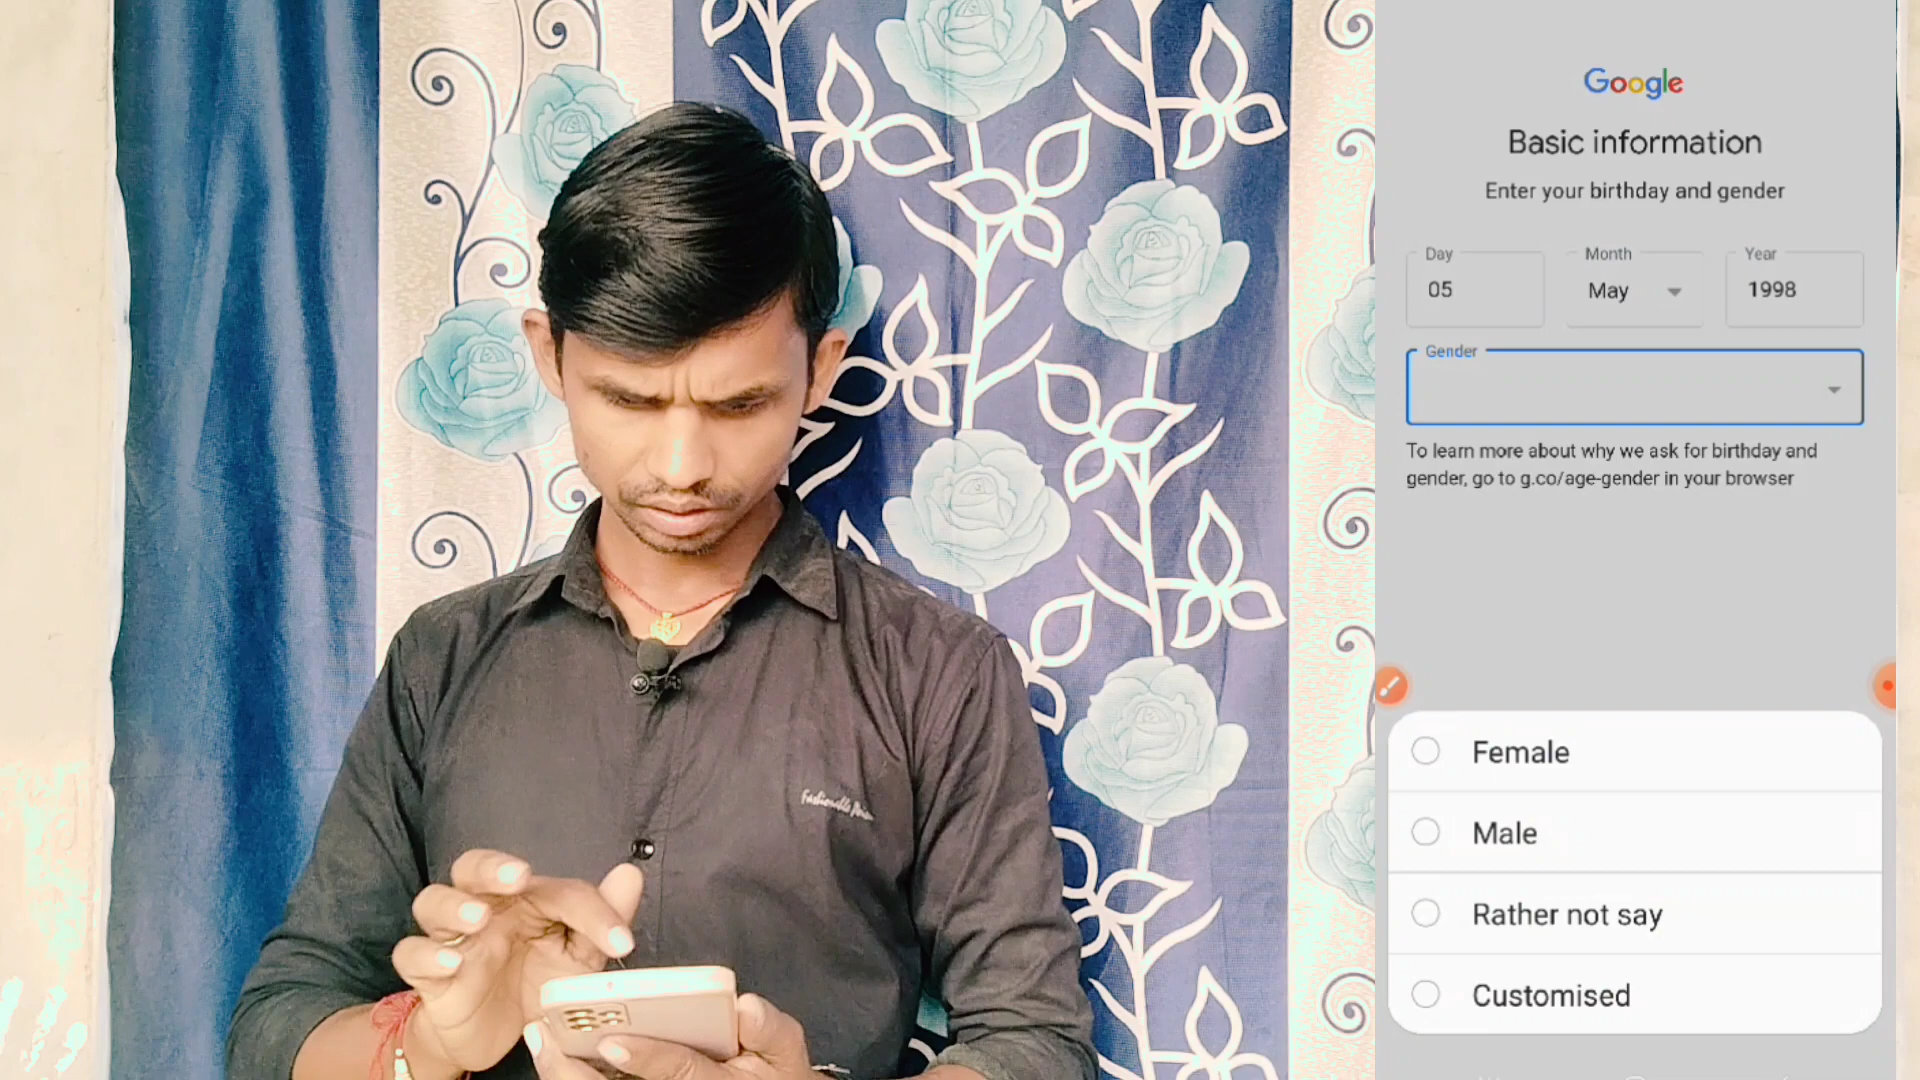 Google
Basic information
Enter your birthday and gender
Day
Month
Year
05
May
1998
Gender
To learn more about why we ask for birthday and
gender, go to g.co/age-gender in your browser
Female
Male
Rather not say
Customised
Fashionable